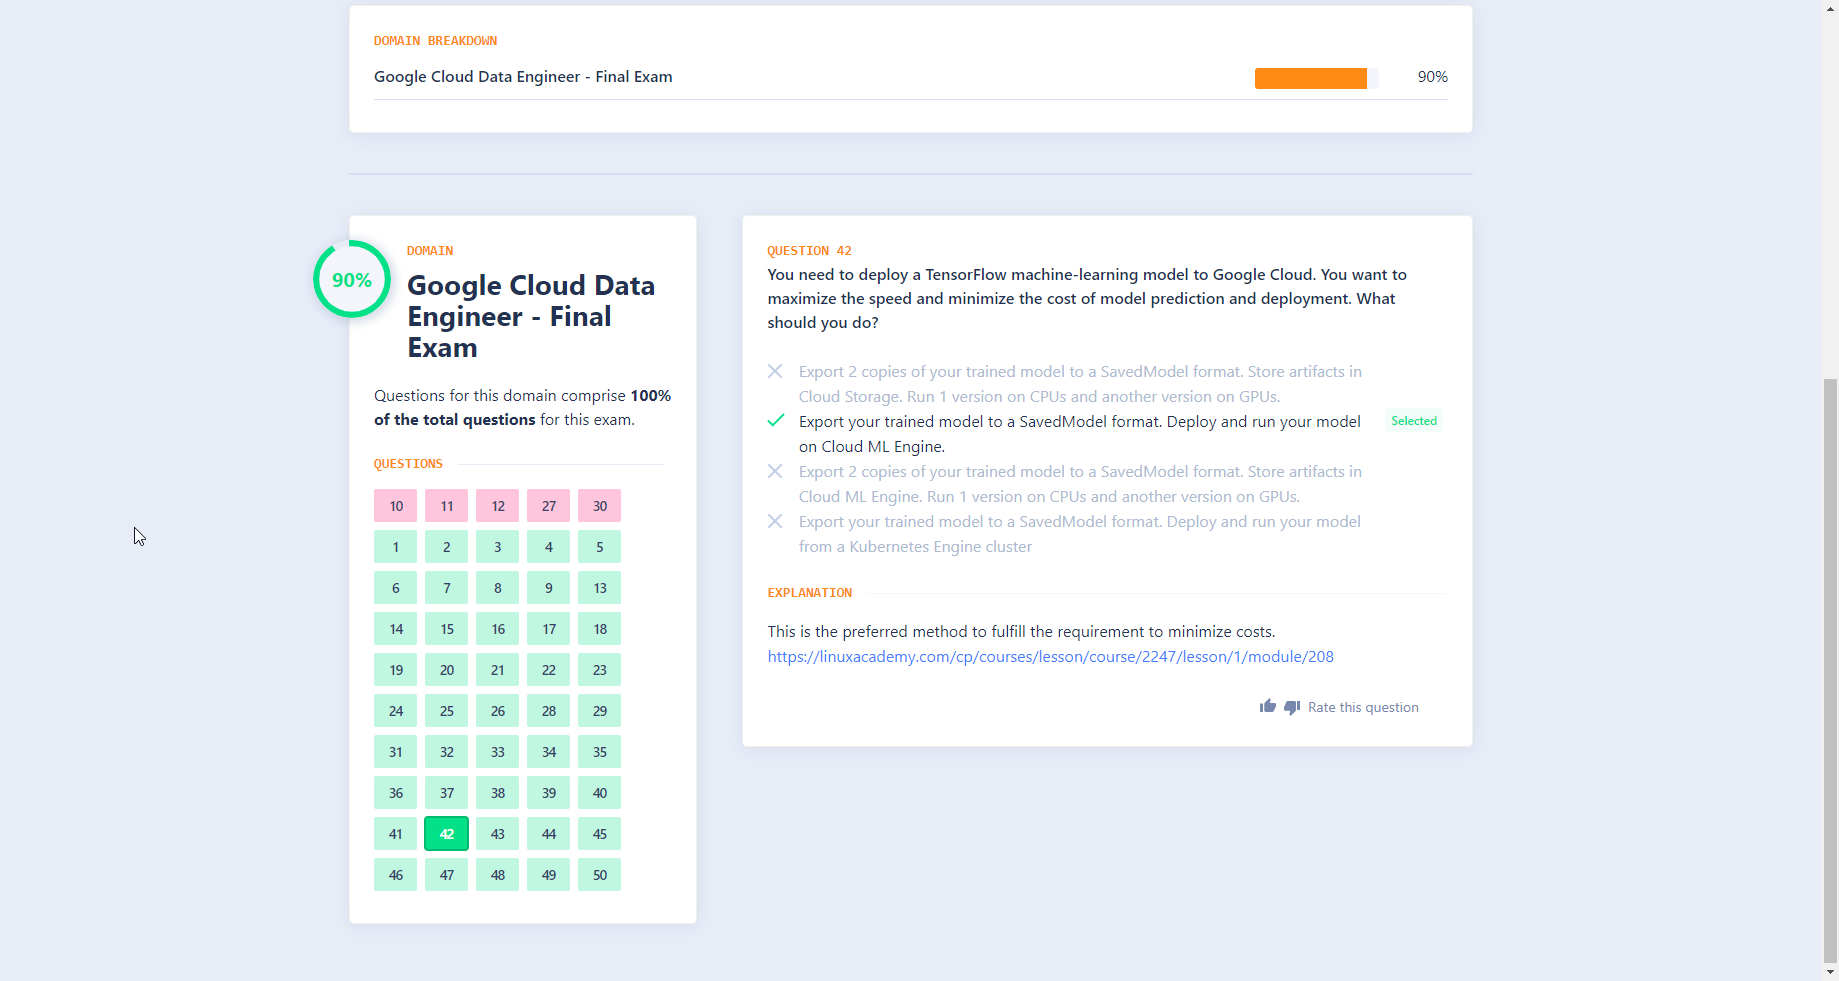 DOMAIN BREAKDOWN
Google Cloud Data Engineer - Final Exam
90%
90%
DOMAIN
Google Cloud Data
Engineer - Final
Exam
Questions for this domain comprise 100%
of the total questions for this exam.
QUESTIONS
10 11 12 27 30
1 2 3 4 5
6 7 8 9 13
14 15 16 17 18
19 20 21 22 23
24 25 26 28 29
31 32 33 34 35
36 37 38 39 40
41 42 43 44 45
46 47 48 49 50
QUESTION 42
You need to deploy a TensorFlow machine-learning model to Google Cloud. You want to
maximize the speed and minimize the cost of model prediction and deployment. What
should you do?
Export 2 copies of your trained model to a SavedModel format. Store artifacts in
Cloud Storage. Run 1 version on CPUs and another version on GPUs.
Export your trained model to a SavedModel format. Deploy and run your model
on Cloud ML Engine.
Selected
Export 2 copies of your trained model to a SavedModel format. Store artifacts in
Cloud ML Engine. Run 1 version on CPUs and another version on GPUs.
Export your trained model to a SavedModel format. Deploy and run your model
from a Kubernetes Engine cluster
EXPLANATION
This is the preferred method to fulfill the requirement to minimize costs.
https://linuxacademy.com/cp/courses/lesson/course/2247/lesson/1/module/208
Rate this question